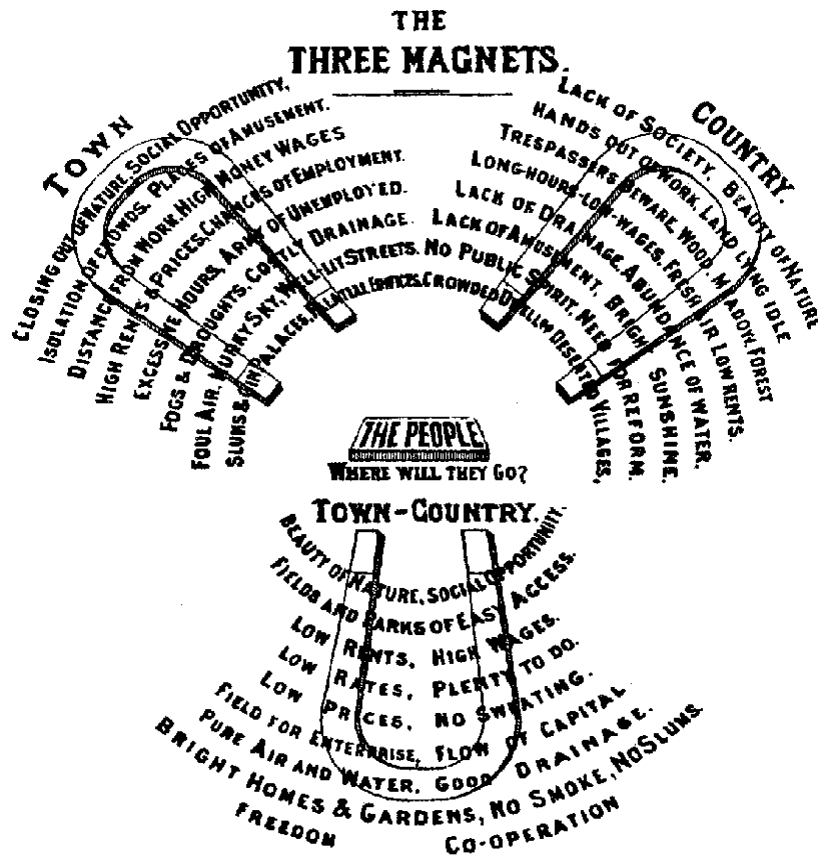 THE
THREE MAGNETS.
TOWN
CLOSING OUT OF NATURE. SOCIAL OPPORTUNITY.
ISOLATION OF CROWDS. PLACES OF AMUSEMENT.
DISTANCE FROM WORK. HIGH MONEY WAGES
HIGH RENTS & PRICES. CHANCES OF EMPLOYMENT.
EXCESSIVE HOURS. ARMY OF UNEMPLOYED.
FOGS & DROUGHTS. COSTLY DRAINAGE.
FOUL AIR. MURKY SKY. WELL-LIT STREETS.
SLUMS & GIN PALACES. PALATIAL EDIFICES.
COUNTRY.
LACK OF SOCIETY. BEAUTY OF NATURE
HANDS OUT OF WORK. LAND LYING IDLE
TRESPASSERS BEWARE. WOOD, MEADOW, FOREST
LONG-HOURS-LOW-WAGES. FRESH AIR LOW RENTS.
LACK OF DRAINAGE. ABUNDANCE OF WATER.
LACK OF AMUSEMENT. BRIGHT SUNSHINE.
NO PUBLIC SPIRIT. NEED FOR REFORM.
CROWDED DWELLINGS DESERTED VILLAGES,
THE PEOPLE
WHERE WILL THEY GO?
TOWN-COUNTRY.
BEAUTY OF NATURE, SOCIAL OPPORTUNITY.
FIELDS AND PARKS OF EASY ACCESS.
LOW RENTS, HIGH WAGES.
LOW RATES, PLENTY TO DO.
LOW PRICES, NO SWEATING.
FIELD FOR ENTERPRISE, FLOW OF CAPITAL
PURE AIR AND WATER, GOOD DRAINAGE.
BRIGHT HOMES & GARDENS, NO SMOKE, NO SLUMS.
FREEDOM
CO-OPERATION